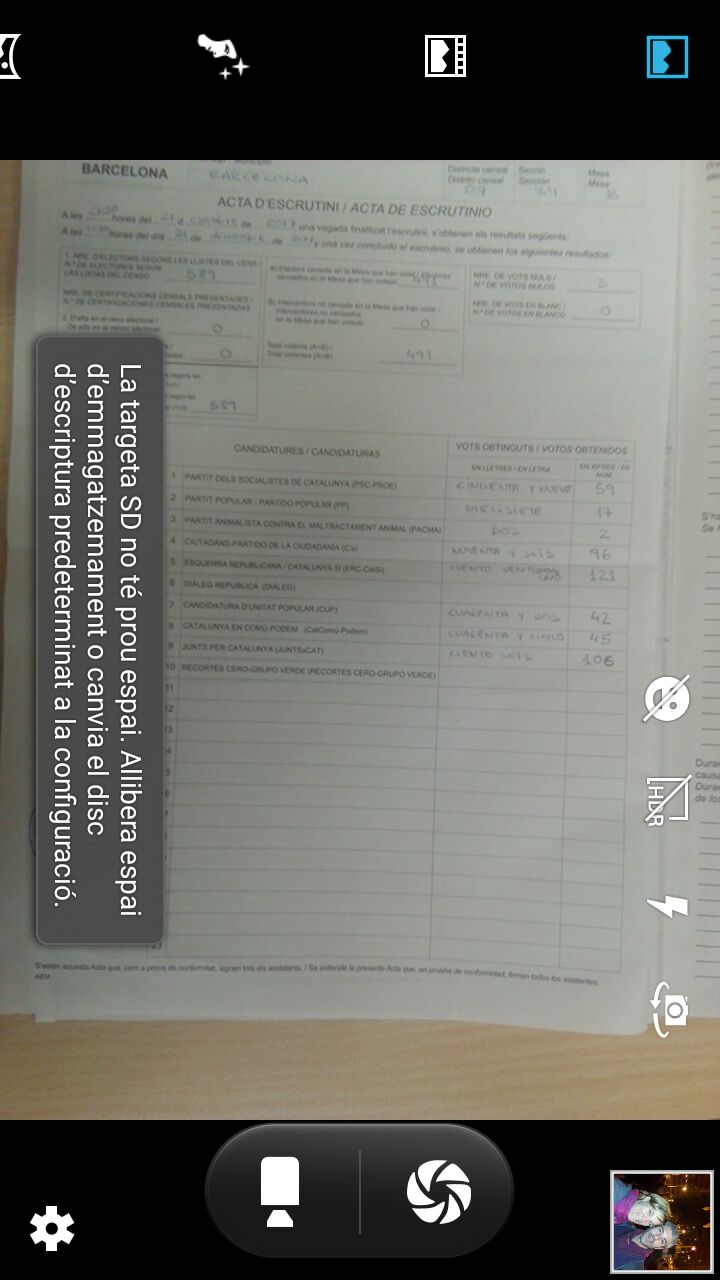 BARCELONA
BARCELONA
Districte censal
Distrito censal
07
Secció
Sección
24
Mesa
Mesa
B
ACTA D'ESCRUTINI / ACTA DE ESCRUTINIO
A les 21:30 hores del 21 d de 2017 una vegada finalitzat l'escrutini, s'obtenen els resultats següents:
A las horas del día 21 de diciembre de 2017 y una vez concluido el escrutinio, se obtienen los siguientes resultados:
1. NRE. D'ELECTORS SEGONS LES LLISTES DEL CENS /
N.º DE ELECTORES SEGÚN
LAS LISTAS DEL CENSO
589
NRE. DE CERTIFICACIONS CENSALS PRESENTADES /
N.º DE CERTIFICACIONES CENSALES PRESENTADAS
2. D'alta en el cens electoral /
De alta en el censo electoral
0
0
589
A) Electors censats en la Mesa que han votat / Electores
censados en la Mesa que han votado 491
B) Interventors no censats en la Mesa que han votat /
Interventores no censados
en la Mesa que han votado 0
Total votants (A+B) /
Total votantes (A+B) 491
NRE. DE VOTS NULS /
N.º DE VOTOS NULOS 3
NRE. DE VOTS EN BLANC /
N.º DE VOTOS EN BLANCO 0
CANDIDATURES / CANDIDATURAS
VOTS OBTINGUTS / VOTOS OBTENIDOS
EN LLETRES / EN LETRA
EN XIFRES / EN NÚM.
1 PARTIT DELS SOCIALISTES DE CATALUNYA (PSC-PSOE) CINCUENTA Y NUEVE 59
2 PARTIT POPULAR / PARTIDO POPULAR (PP) DIECISIETE 17
3 PARTIT ANIMALISTA CONTRA EL MALTRACTAMENT ANIMAL (PACMA) DOS 2
4 CIUTADANS-PARTIDO DE LA CIUDADANÍA (C's) NOVENTA Y SEIS 96
5 ESQUERRA REPUBLICANA - CATALUNYA SÍ (ERC-CatSí) CIENTO VENTIDOS UNO 121
6 DIÀLEG REPUBLICÀ (DIÀLEG)
7 CANDIDATURA D'UNITAT POPULAR (CUP) CUARENTA Y DOS 42
8 CATALUNYA EN COMÚ-PODEM (CatComú-Podem) CUARENTA Y CINCO 45
9 JUNTS PER CATALUNYA (JUNTSxCAT) CIENTO SEIS 106
10 RECORTES CERO-GRUPO VERDE (RECORTES CERO-GRUPO VERDE)
11
12
13
23
S'estén aquesta Acta que, com a prova de conformitat, signen tots els assistents. / Se extiende la presente Acta que, en prueba de conformidad, firman todos los asistentes.
AEM
La targeta SD no té prou espai. Allibera espai
d'emmagatzemament o canvia el disc
d'escriptura predeterminat a la configuració.
HDR